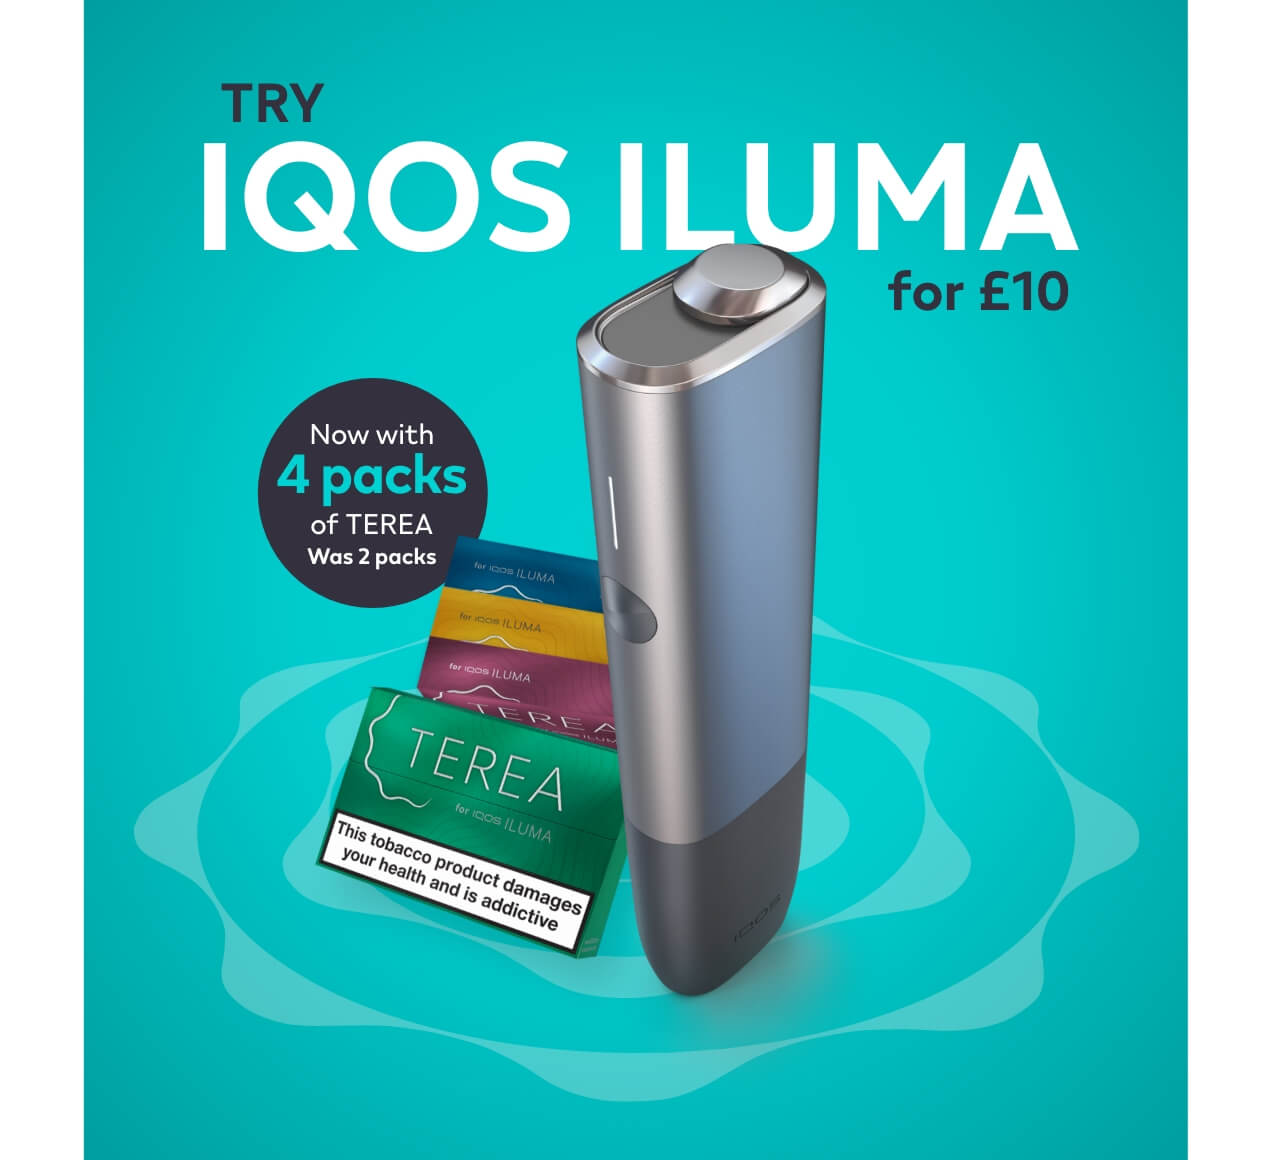 TRY
IQOS ILUMA
for £10
Now with
4 packs
of TEREA
Was 2 packs
for IQOS ILUMA
for IQOS ILUMA
for IQOS ILUMA
TEREA
TEREA
for IQOS ILUMA
This tobacco product damages
your health and is addictive
IQOS